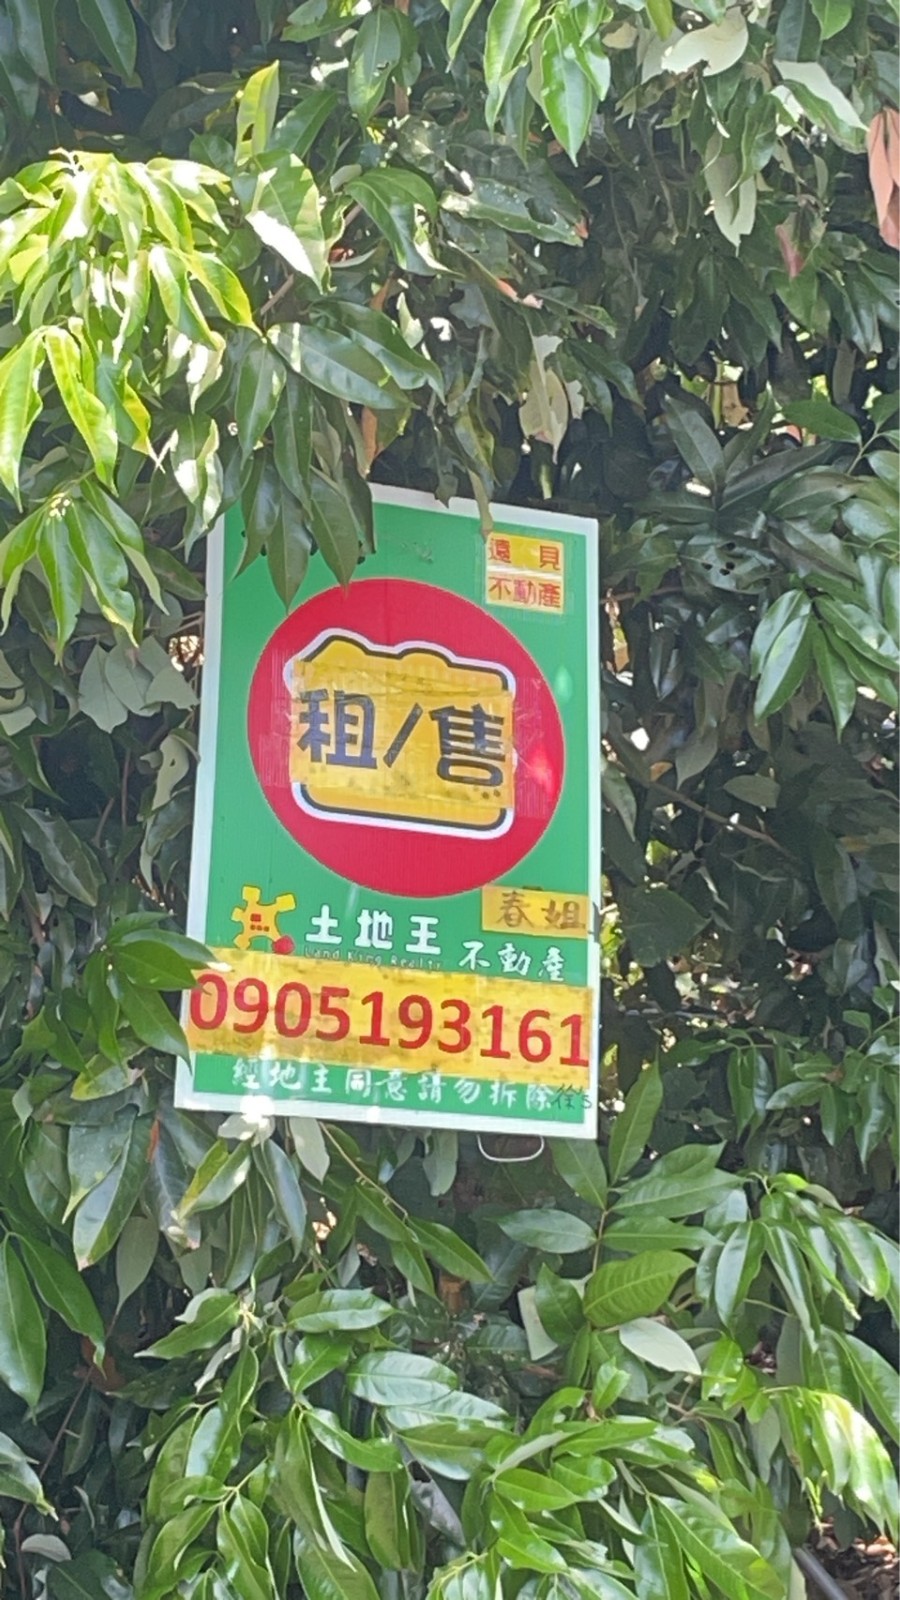 遠見
不動產
租/售
春姐
土地王
Land King Realty
不動產
0905193161
經地主同意請勿拆除